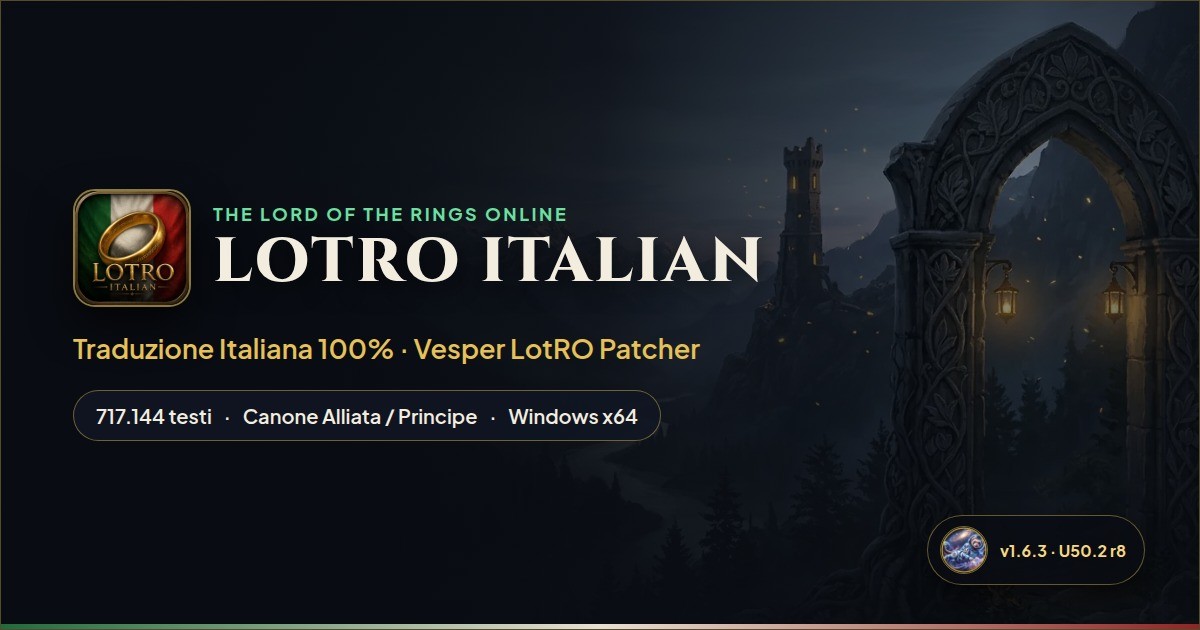 THE LORD OF THE RINGS ONLINE
LOTRO ITALIAN
LOTRO
ITALIAN
Traduzione Italiana 100% · Vesper LotRO Patcher
717.144 testi · Canone Alliata / Principe · Windows x64
v1.6.3 · U50.2 r8